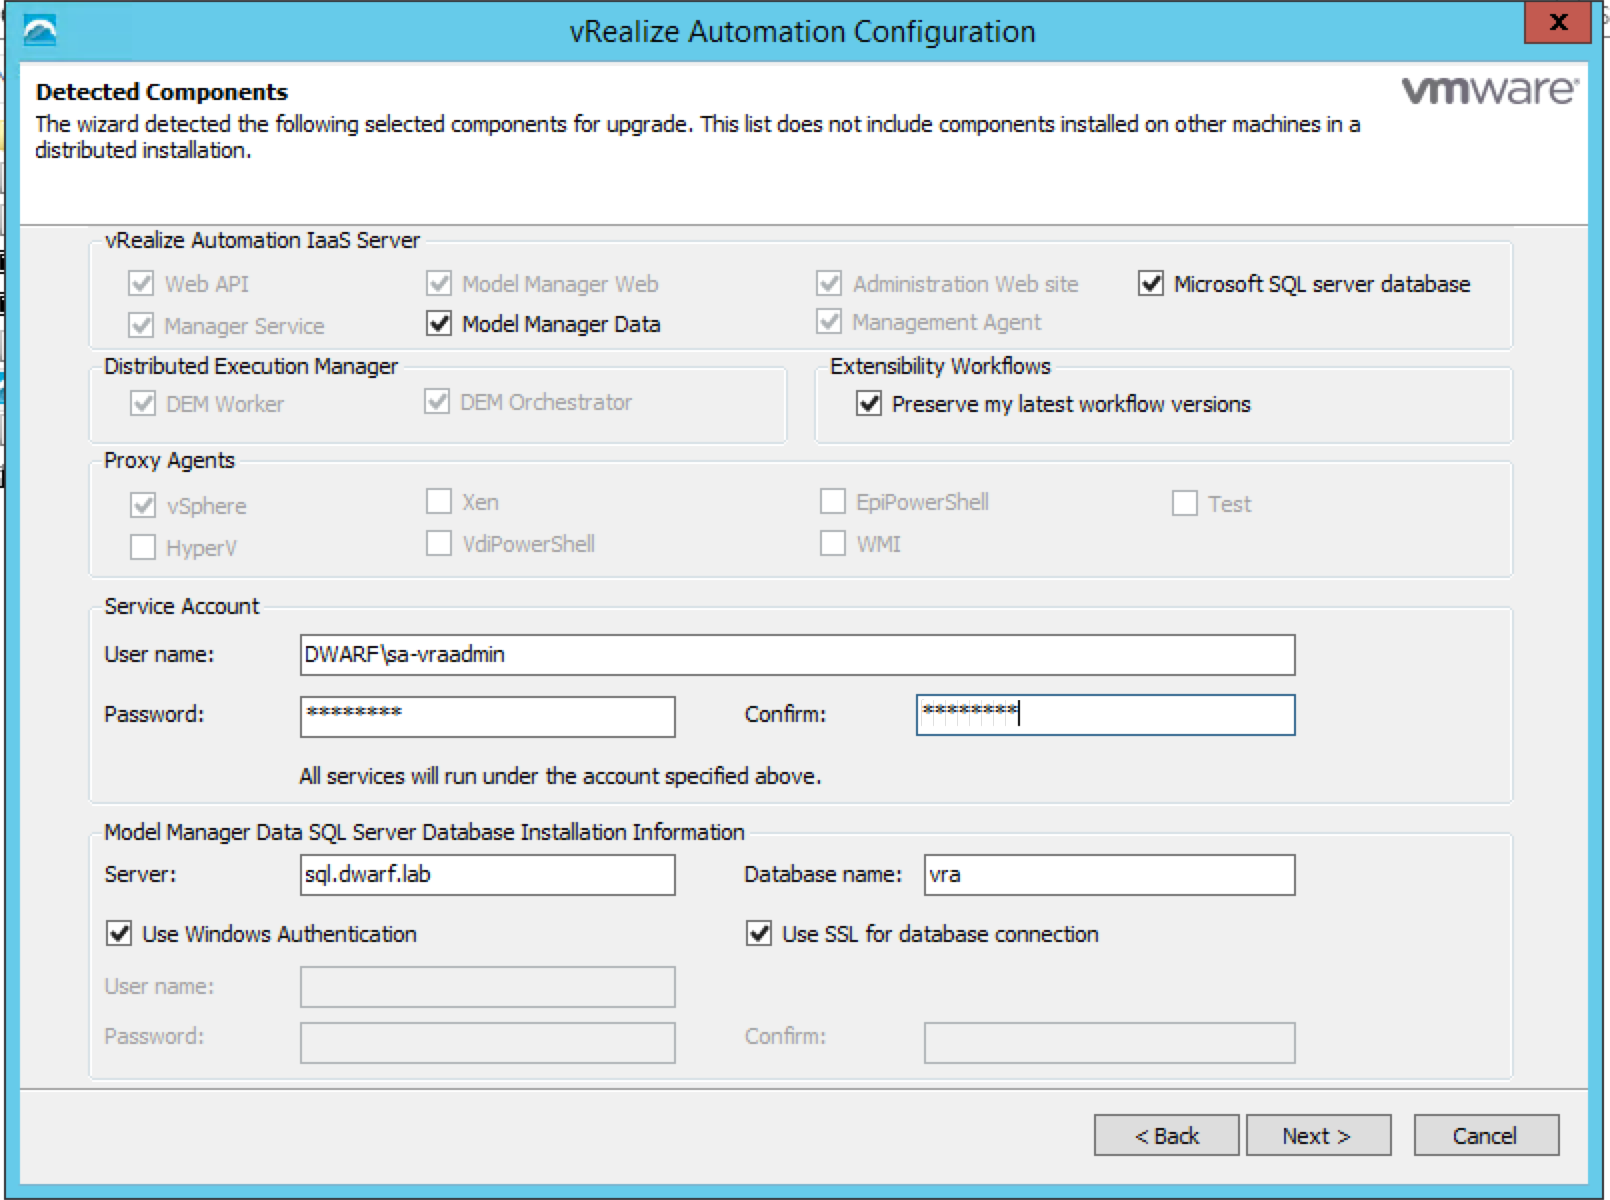 vRealize Automation Configuration
x
Detected Components
vmware®
The wizard detected the following selected components for upgrade. This list does not include components installed on other machines in a
distributed installation.
vRealize Automation IaaS Server
Web API
Model Manager Web
Administration Web site
Microsoft SQL server database
Manager Service
Model Manager Data
Management Agent
Distributed Execution Manager
DEM Worker
DEM Orchestrator
Extensibility Workflows
Preserve my latest workflow versions
Proxy Agents
vSphere
Xen
EpiPowerShell
Test
HyperV
VdiPowerShell
WMI
Service Account
User name:
DWARF\sa-vraadmin
Password:
********
Confirm:
********
All services will run under the account specified above.
Model Manager Data SQL Server Database Installation Information
Server:
sql.dwarf.lab
Database name:
vra
Use Windows Authentication
Use SSL for database connection
User name:
Password:
Confirm:
< Back
Next >
Cancel